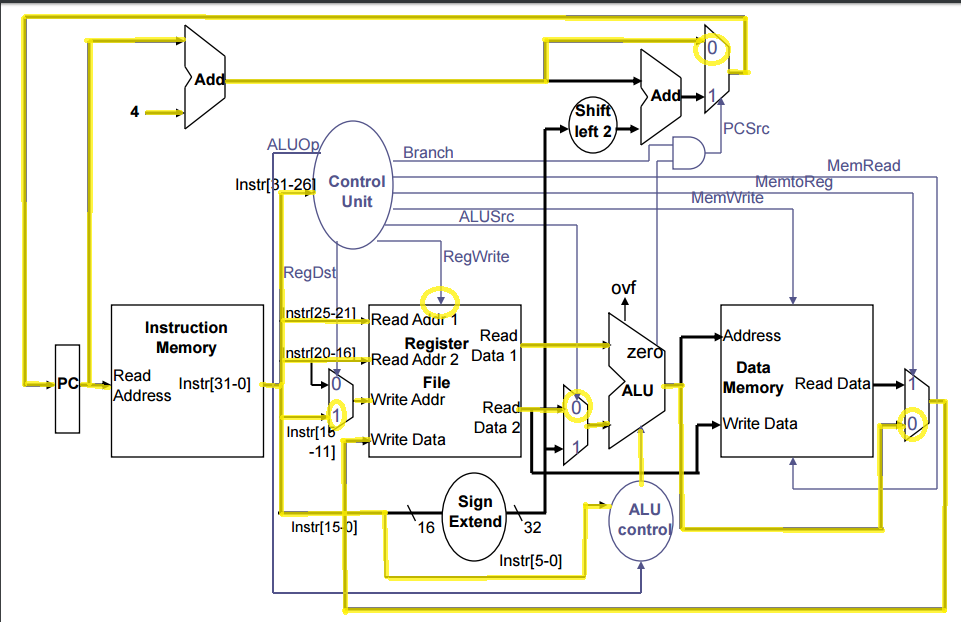 0
Add
Add
4
1
Shift
left 2
PCSrc
ALUOp
Branch
MemRead
Instr[31-26]
Control
Unit
MemtoReg
MemWrite
ALUSrc
RegWrite
RegDst
ovf
Instr[25-21]
Read Addr 1
Instruction
Memory
Register
Read
Data 1
zero
Instr[20-16]
Read Addr 2
Address
Data
Memory
PC
Read
Address
Instr[31-0]
0
File
ALU
Read Data
1
Write Addr
Read
Data 2
0
1
Instr[15
-11]
Write Data
Write Data
0
1
Sign
Extend
ALU
control
Instr[15-0]
16
32
Instr[5-0]